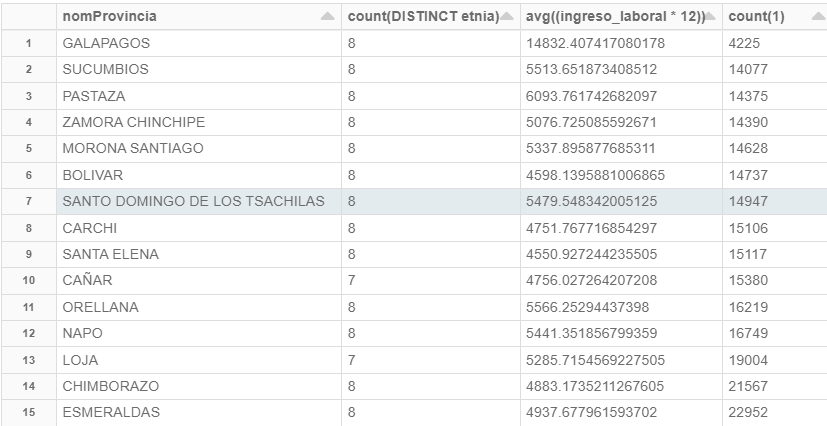 nomProvincia count(DISTINCT etnia) avg((ingreso_laboral * 12)) count(1)
1 GALAPAGOS 8 14832.407417080178 4225
2 SUCUMBIOS 8 5513.651873408512 14077
3 PASTAZA 8 6093.761742682097 14375
4 ZAMORA CHINCHIPE 8 5076.725085592671 14390
5 MORONA SANTIAGO 8 5337.895877685311 14628
6 BOLIVAR 8 4598.1395881006865 14737
7 SANTO DOMINGO DE LOS TSACHILAS 8 5479.548342005125 14947
8 CARCHI 8 4751.767716854297 15106
9 SANTA ELENA 8 4550.927244235505 15117
10 CAÑAR 7 4756.027264207208 15380
11 ORELLANA 8 5566.25294437398 16219
12 NAPO 8 5441.351856799359 16749
13 LOJA 7 5285.7154569227505 19004
14 CHIMBORAZO 8 4883.1735211267605 21567
15 ESMERALDAS 8 4937.677961593702 22952